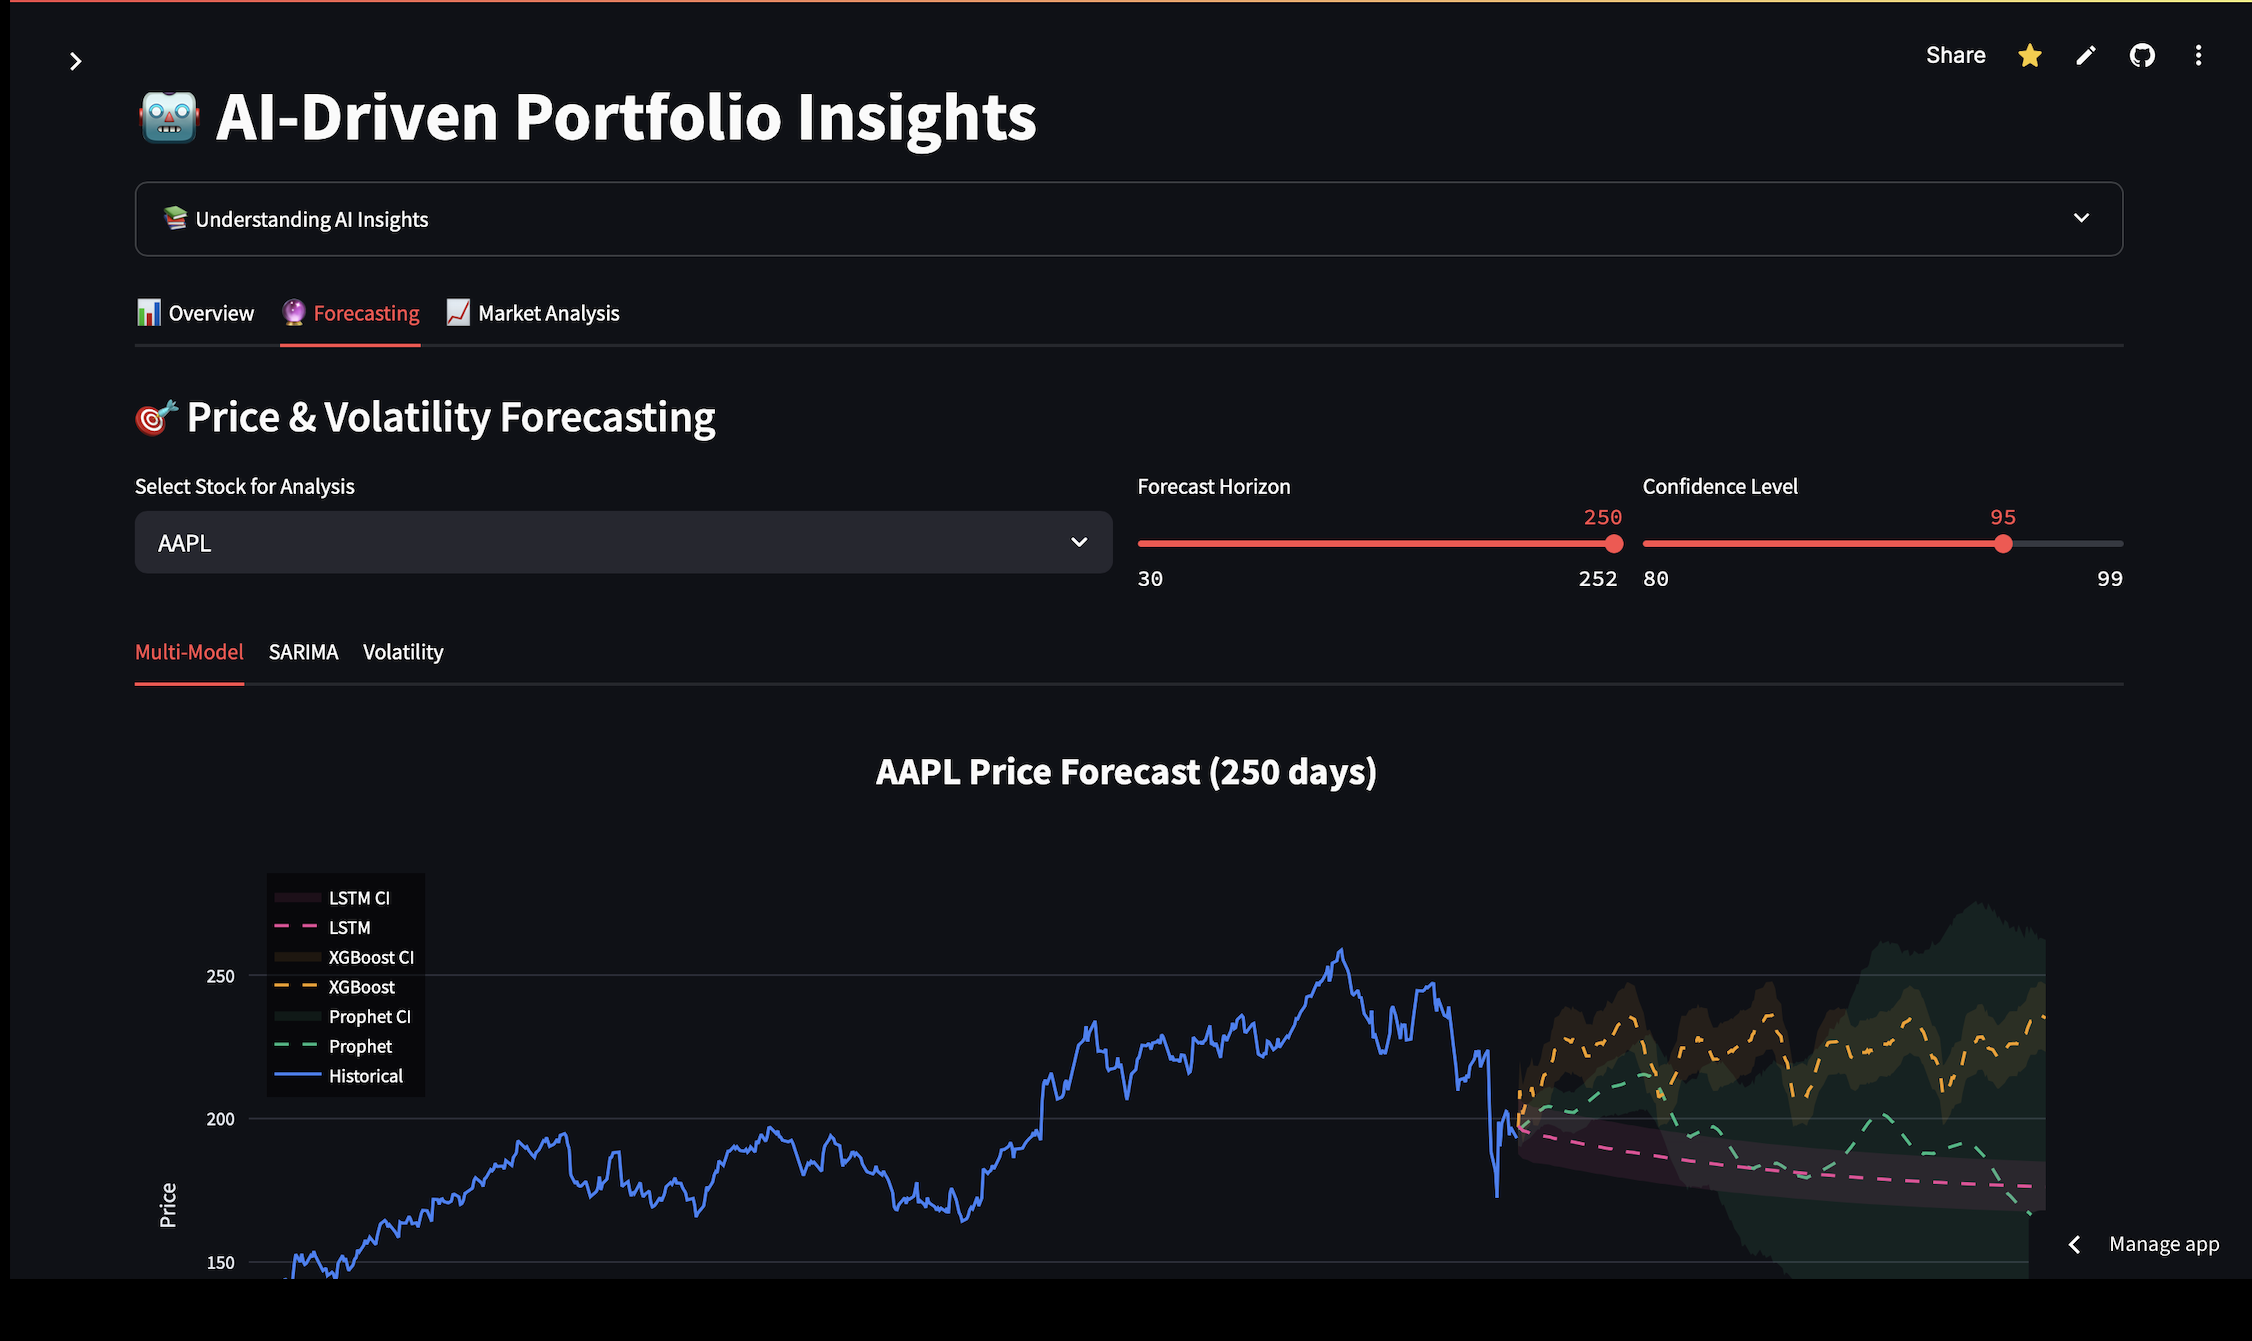 Share
AI-Driven Portfolio Insights
Understanding AI Insights
Overview Forecasting Market Analysis
Price & Volatility Forecasting
Select Stock for Analysis
AAPL
Forecast Horizon
250
30 252
Confidence Level
95
80 99
Multi-Model SARIMA Volatility
AAPL Price Forecast (250 days)
LSTM CI
LSTM
XGBoost CI
XGBoost
Prophet CI
Prophet
Historical
250
200
150
Price
Manage app